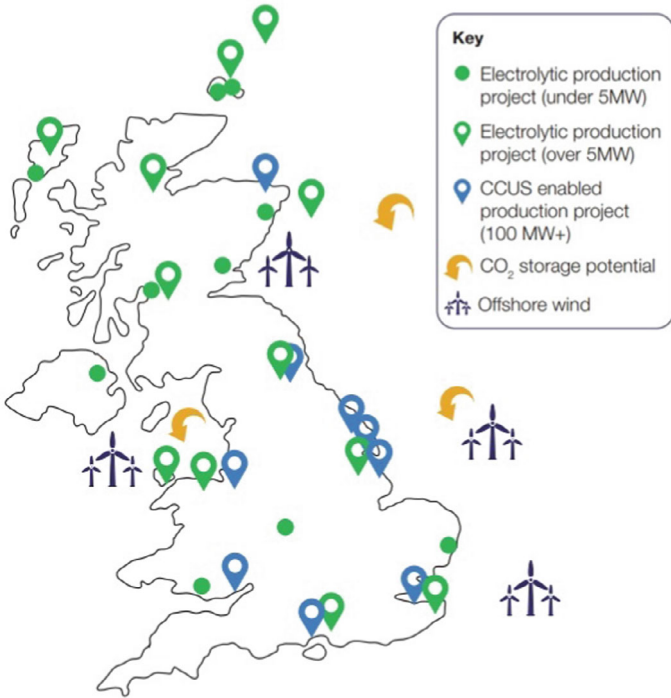 Key
Electrolytic production
project (under 5MW)
Electrolytic production
project (over 5MW)
CCUS enabled
production project
(100 MW+)
CO₂ storage potential
Offshore wind